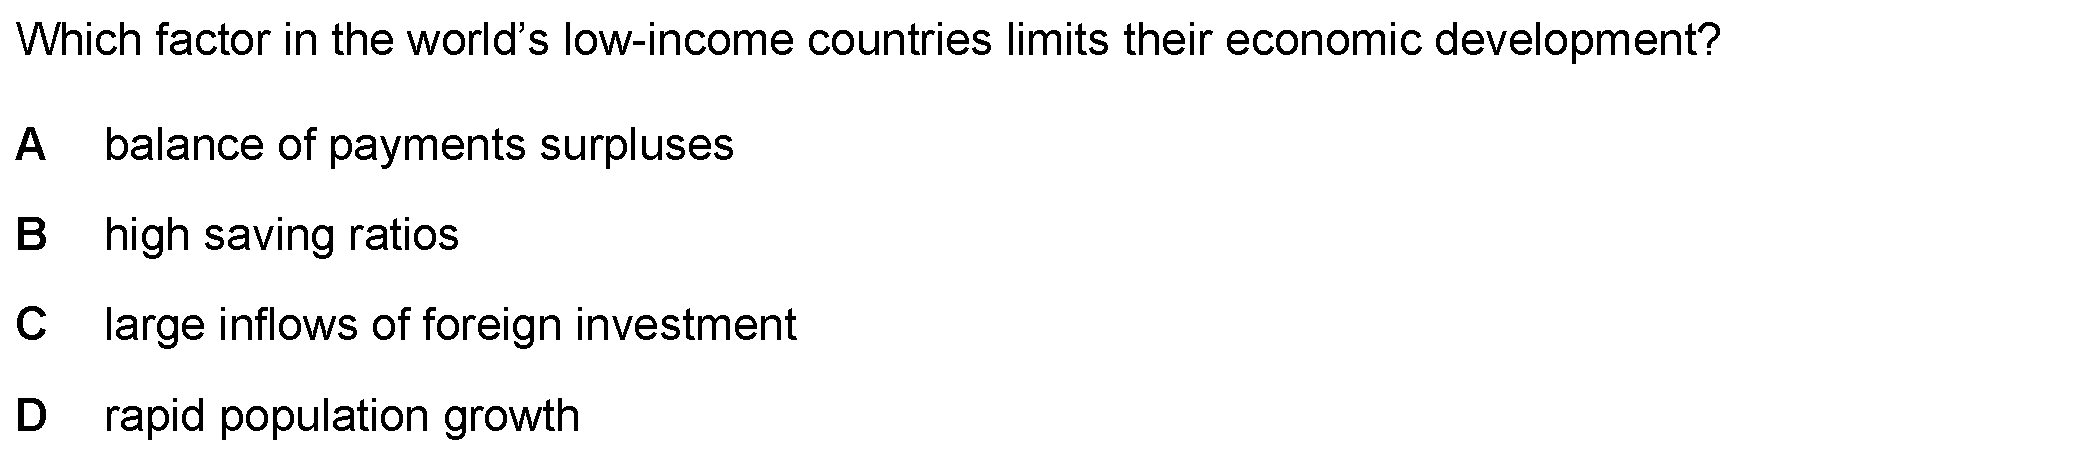 Which factor in the world’s low-income countries limits their economic development?
A balance of payments surpluses
B high saving ratios
C large inflows of foreign investment
D rapid population growth